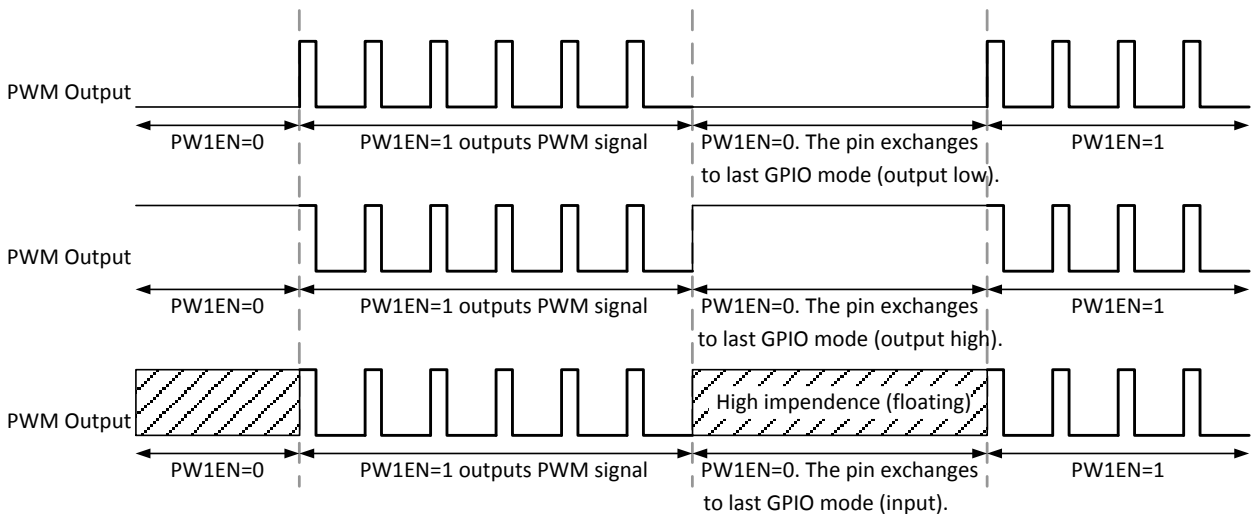 PWM Output
PW1EN=0
PW1EN=1 outputs PWM signal
PW1EN=0. The pin exchanges
to last GPIO mode (output low).
PW1EN=1
PWM Output
PW1EN=0
PW1EN=1 outputs PWM signal
PW1EN=0. The pin exchanges
to last GPIO mode (output high).
PW1EN=1
PWM Output
High impendence (floating)
PW1EN=0
PW1EN=1 outputs PWM signal
PW1EN=0. The pin exchanges
to last GPIO mode (input).
PW1EN=1